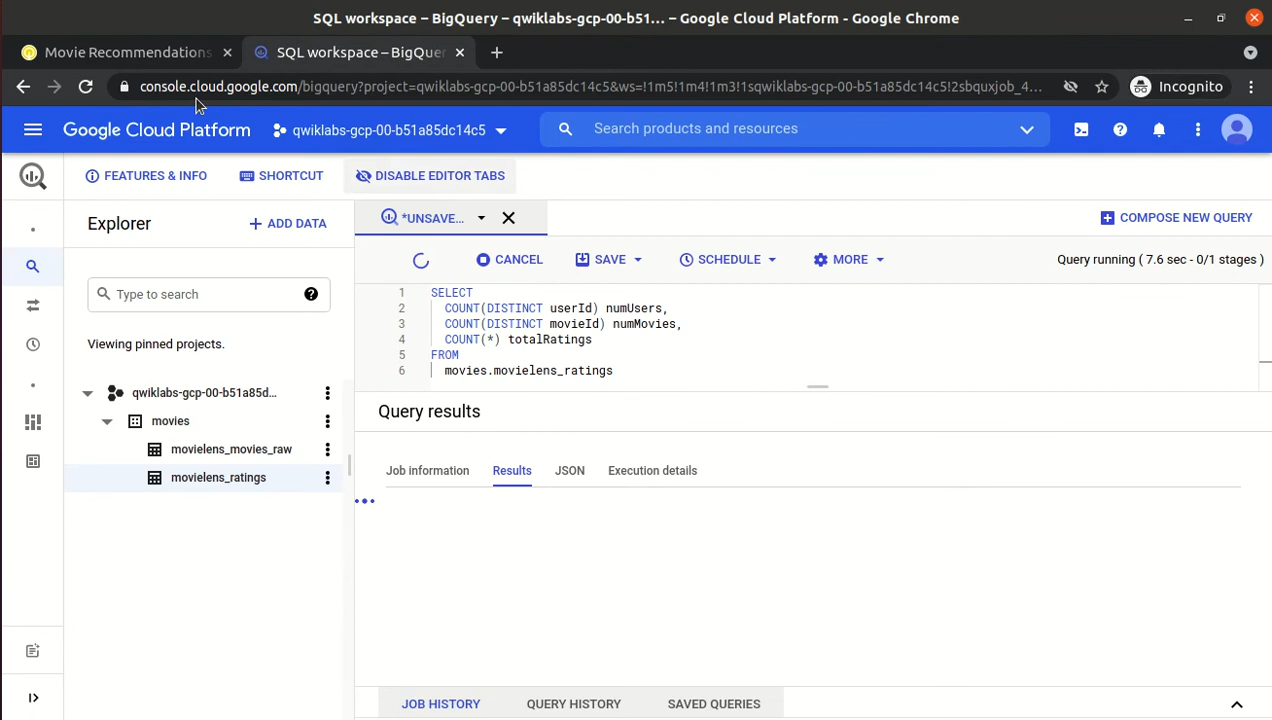 SQL workspace – BigQuery – qwiklabs-gcp-00-b51... – Google Cloud Platform - Google Chrome
Movie Recommendations
SQL workspace – BigQuer
console.cloud.google.com/bigquery?project=qwiklabs-gcp-00-b51a85dc14c5&ws=!1m5!1m4!1m3!1sqwiklabs-gcp-00-b51a85dc14c5!2sbquxjob_4...
Incognito
Google Cloud Platform
qwiklabs-gcp-00-b51a85dc14c5
Search products and resources
FEATURES & INFO
SHORTCUT
DISABLE EDITOR TABS
Explorer
+ ADD DATA
*UNSAVE...
COMPOSE NEW QUERY
CANCEL
SAVE
SCHEDULE
MORE
Query running ( 7.6 sec - 0/1 stages )
Type to search
Viewing pinned projects.
qwiklabs-gcp-00-b51a85d...
movies
movielens_movies_raw
movielens_ratings
1 SELECT
2 COUNT(DISTINCT userId) numUsers,
3 COUNT(DISTINCT movieId) numMovies,
4 COUNT(*) totalRatings
5 FROM
6 movies.movielens_ratings
Query results
Job information
Results
JSON
Execution details
JOB HISTORY
QUERY HISTORY
SAVED QUERIES